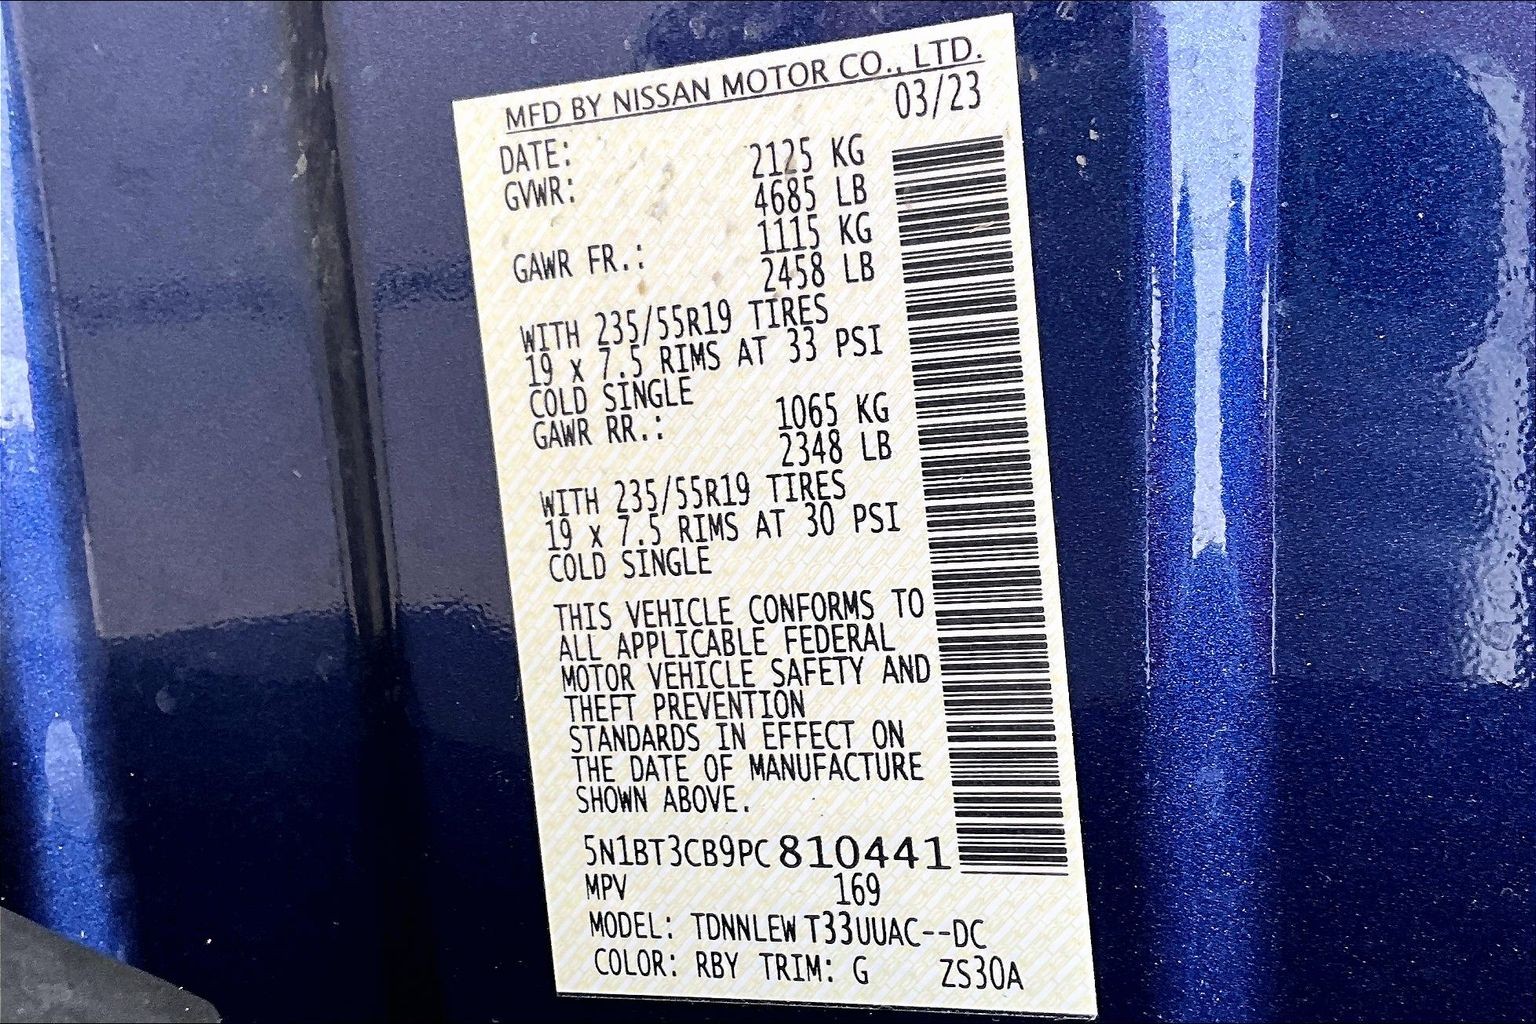 MFD BY NISSAN MOTOR CO., LTD.
DATE: 03/23
GVWR: 2125 KG
4685 LB
GAWR FR.: 1115 KG
2458 LB
WITH 235/55R19 TIRES
19 x 7.5 RIMS AT 33 PSI
COLD SINGLE
GAWR RR.: 1065 KG
2348 LB
WITH 235/55R19 TIRES
19 x 7.5 RIMS AT 30 PSI
COLD SINGLE
THIS VEHICLE CONFORMS TO
ALL APPLICABLE FEDERAL
MOTOR VEHICLE SAFETY AND
THEFT PREVENTION
STANDARDS IN EFFECT ON
THE DATE OF MANUFACTURE
SHOWN ABOVE.
5N1BT3CB9PC810441
MPV 169
MODEL: TDNNLEWT33UUAC--DC
COLOR: RBY TRIM: G ZS30A